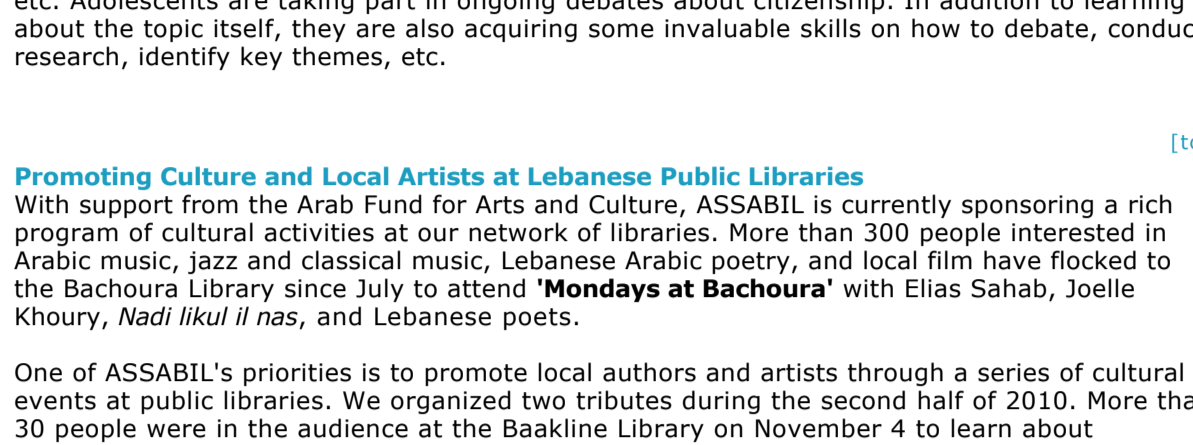 etc. Adolescents are taking part in ongoing debates about citizenship. In addition to learning
about the topic itself, they are also acquiring some invaluable skills on how to debate, conduc
research, identify key themes, etc.
[to
Promoting Culture and Local Artists at Lebanese Public Libraries
With support from the Arab Fund for Arts and Culture, ASSABIL is currently sponsoring a rich
program of cultural activities at our network of libraries. More than 300 people interested in
Arabic music, jazz and classical music, Lebanese Arabic poetry, and local film have flocked to
the Bachoura Library since July to attend 'Mondays at Bachoura' with Elias Sahab, Joelle
Khoury, Nadi likul il nas, and Lebanese poets.
One of ASSABIL's priorities is to promote local authors and artists through a series of cultural
events at public libraries. We organized two tributes during the second half of 2010. More tha
30 people were in the audience at the Baakline Library on November 4 to learn about